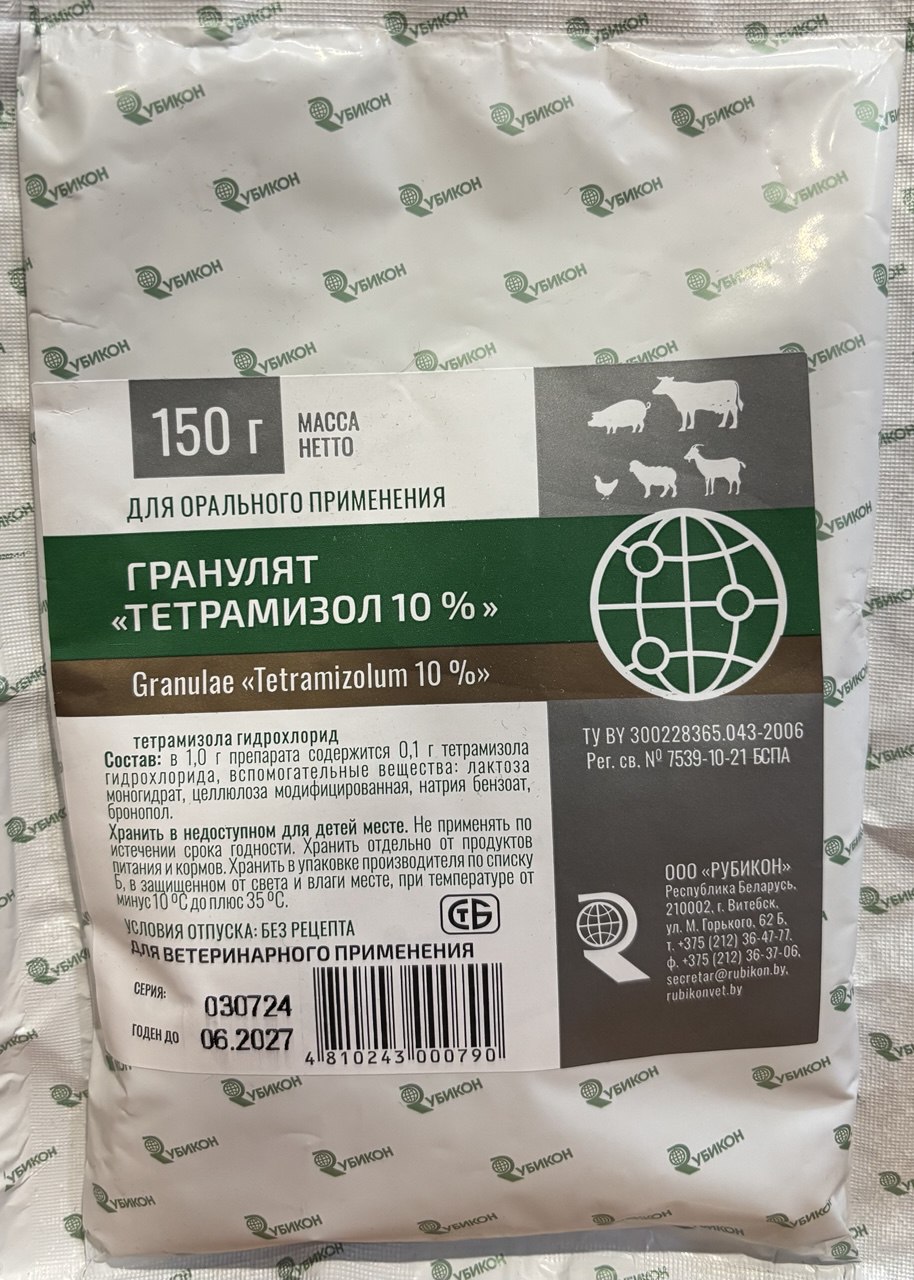 РУБИКОН
150 г
МАССА
НЕТТО
ДЛЯ ОРАЛЬНОГО ПРИМЕНЕНИЯ
ГРАНУЛЯТ
«ТЕТРАМИЗОЛ 10 %»
Granulae «Tetramizolum 10 %»
тетрамизола гидрохлорид
Состав: в 1,0 г препарата содержится 0,1 г тетрамизола
гидрохлорида, вспомогательные вещества: лактоза
моногидрат, целлюлоза модифицированная, натрия бензоат,
бронопол.
Хранить в недоступном для детей месте. Не применять по
истечении срока годности. Хранить отдельно от продуктов
питания и кормов. Хранить в упаковке производителя по списку
Б, в защищенном от света и влаги месте, при температуре от
минус 10 ºС до плюс 35 ºС.
УСЛОВИЯ ОТПУСКА: БЕЗ РЕЦЕПТА
СТБ
ДЛЯ ВЕТЕРИНАРНОГО ПРИМЕНЕНИЯ
СЕРИЯ: 030724
ГОДЕН ДО 06.2027
4 810243 000790
ТУ BY 300228365.043-2006
Рег. св. № 7539-10-21 БСПА
ООО «РУБИКОН»
Республика Беларусь,
210002, г. Витебск,
ул. М. Горького, 62 Б,
т. +375 (212) 36-47-77,
ф. +375 (212) 36-37-06,
secretar@rubikon.by,
rubikonvet.by